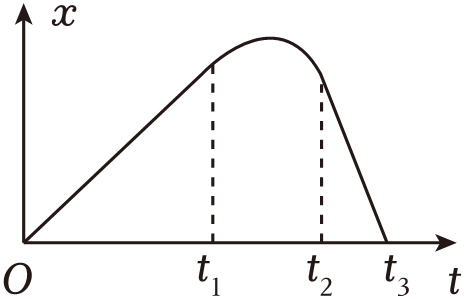 x
O t₁ t₂ t₃ t